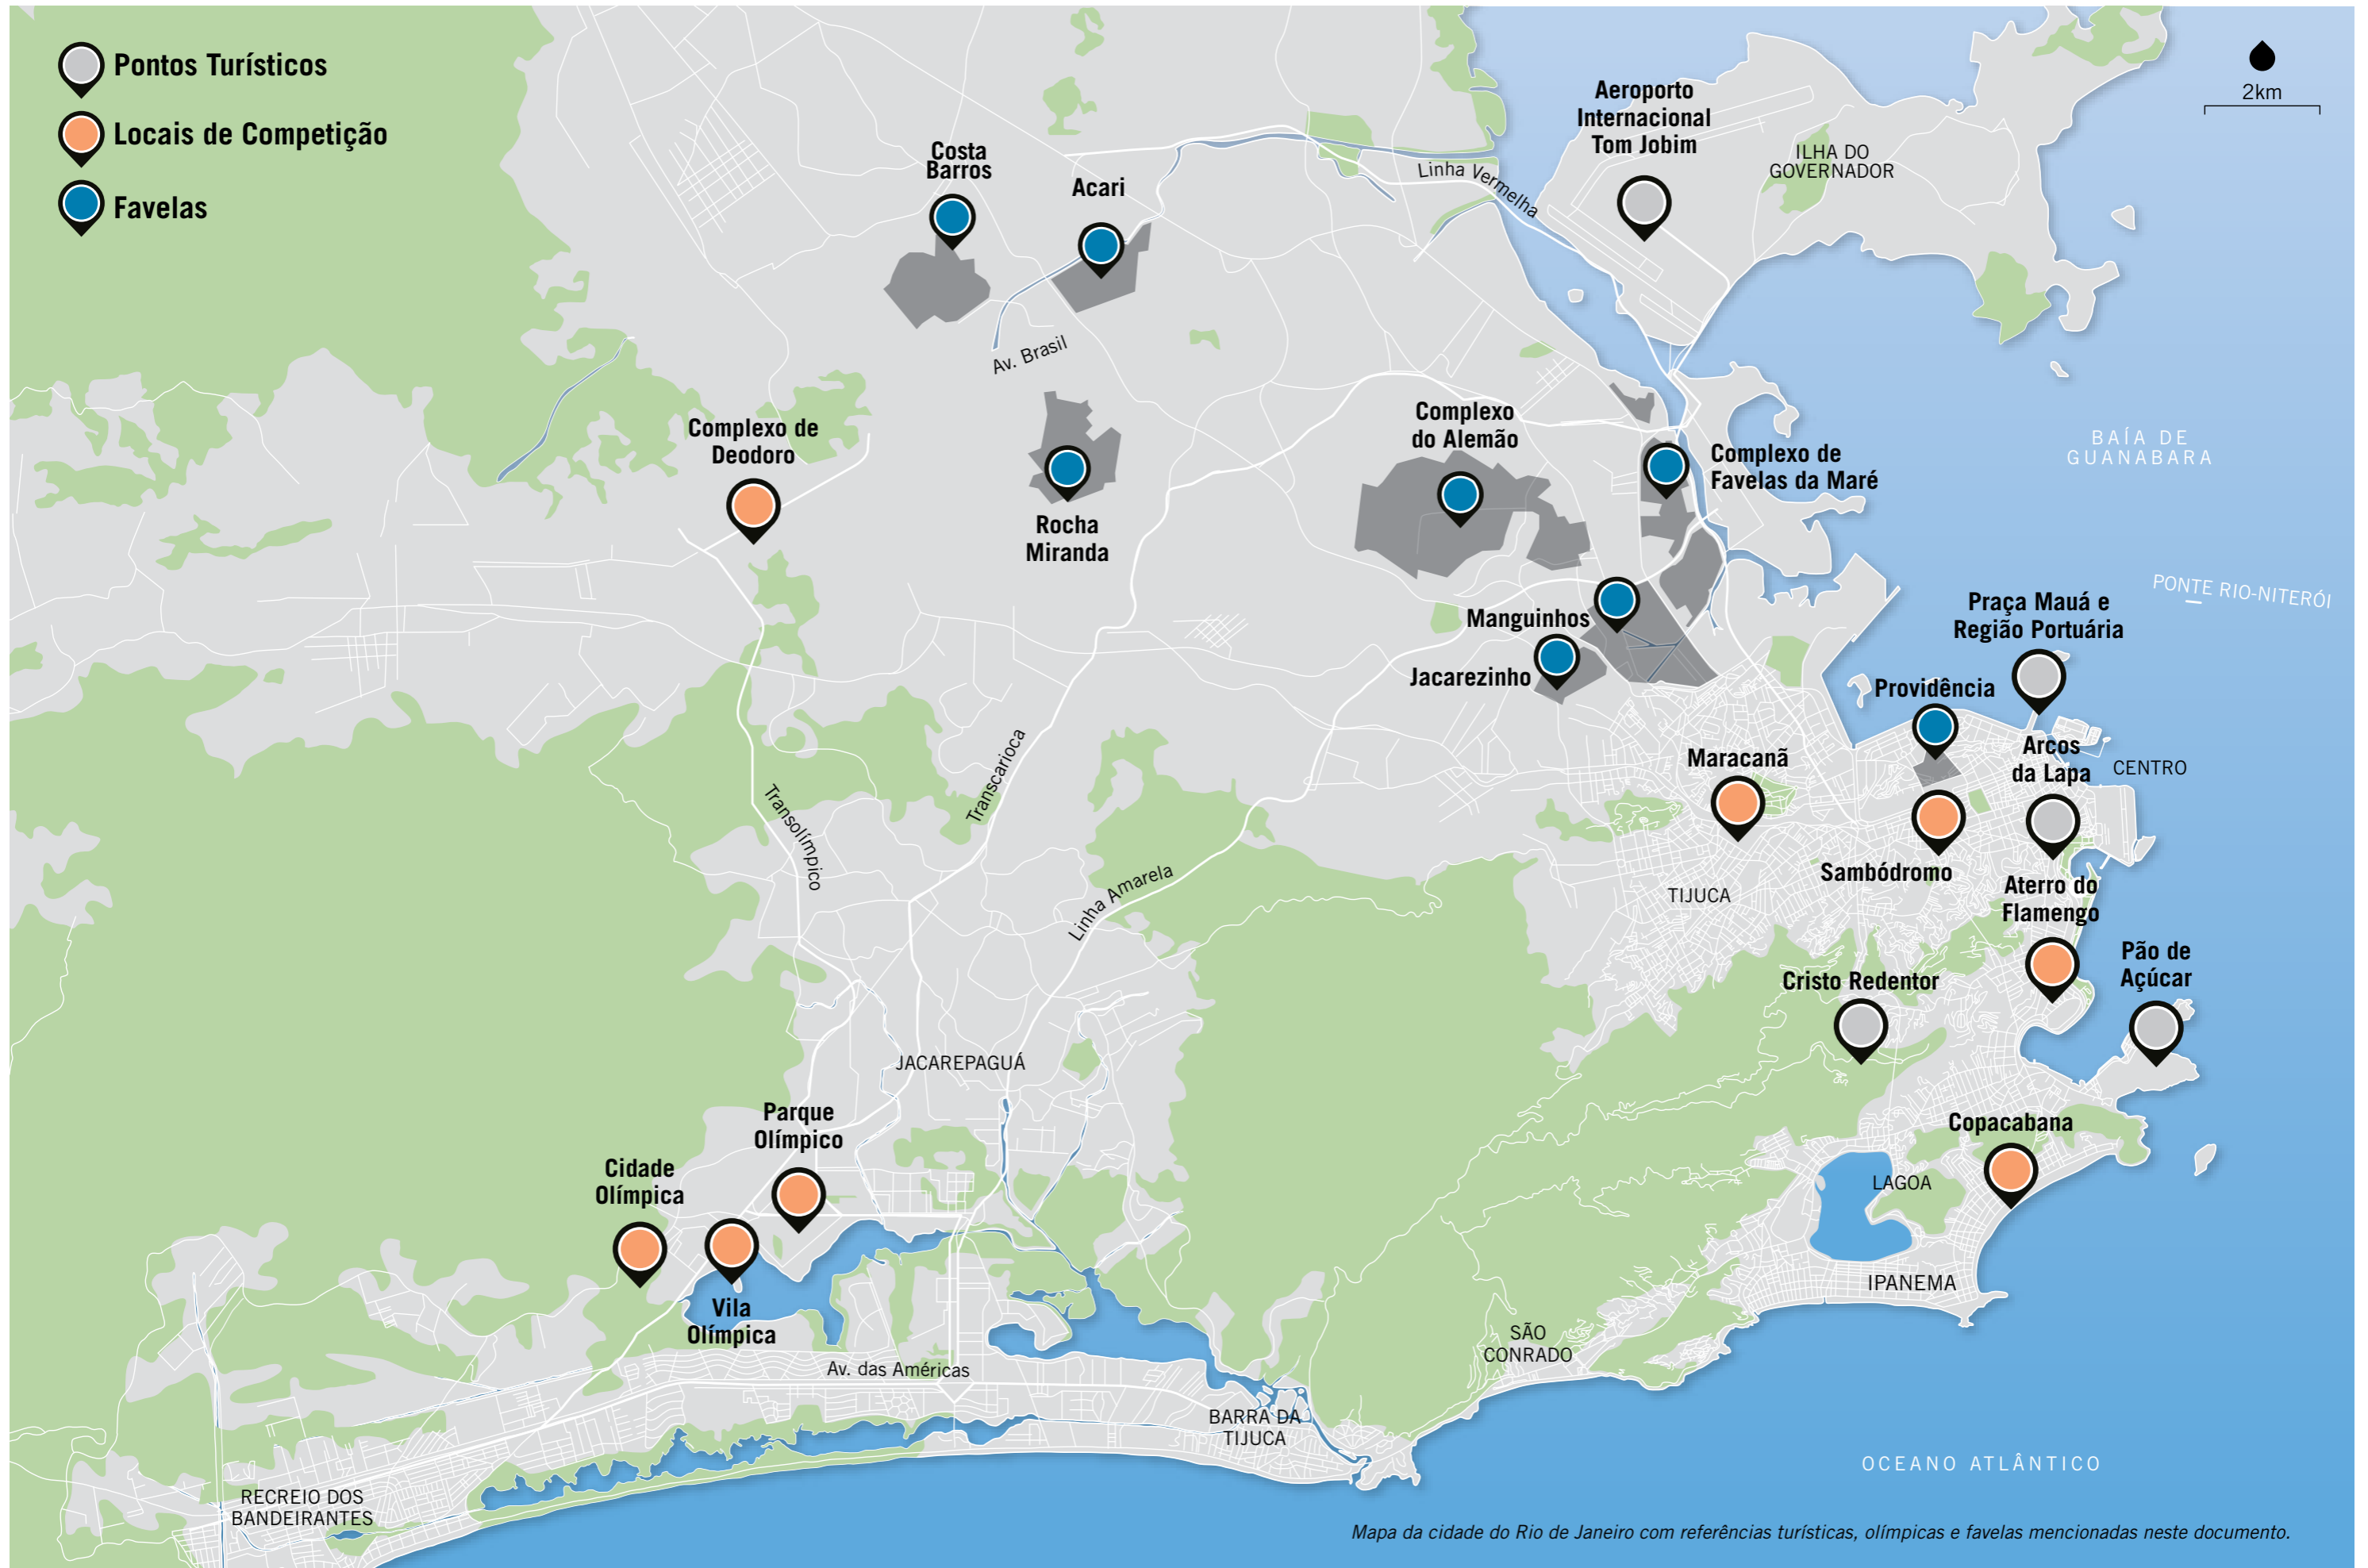 Pontos Turísticos
Locais de Competição
Favelas
2km
Aeroporto
Internacional
Tom Jobim
ILHA DO
GOVERNADOR
Linha Vermelha
Costa
Barros
Acari
Av. Brasil
Complexo de
Deodoro
Rocha
Miranda
Complexo
do Alemão
Complexo de
Favelas da Maré
BAÍA DE
GUANABARA
PONTE RIO-NITERÓI
Manguinhos
Jacarezinho
Praça Mauá e
Região Portuária
Providência
Arcos
da Lapa
CENTRO
Maracanã
Sambódromo
TIJUCA
Aterro do
Flamengo
Pão de
Açúcar
Cristo Redentor
Transolímpico
Transcarioca
Linha Amarela
JACAREPAGUÁ
Parque
Olímpico
Cidade
Olímpica
Vila
Olímpica
Copacabana
LAGOA
IPANEMA
SÃO
CONRADO
Av. das Américas
BARRA DA
TIJUCA
RECREIO DOS
BANDEIRANTES
OCEANO ATLÂNTICO
Mapa da cidade do Rio de Janeiro com referências turísticas, olímpicas e favelas mencionadas neste documento.